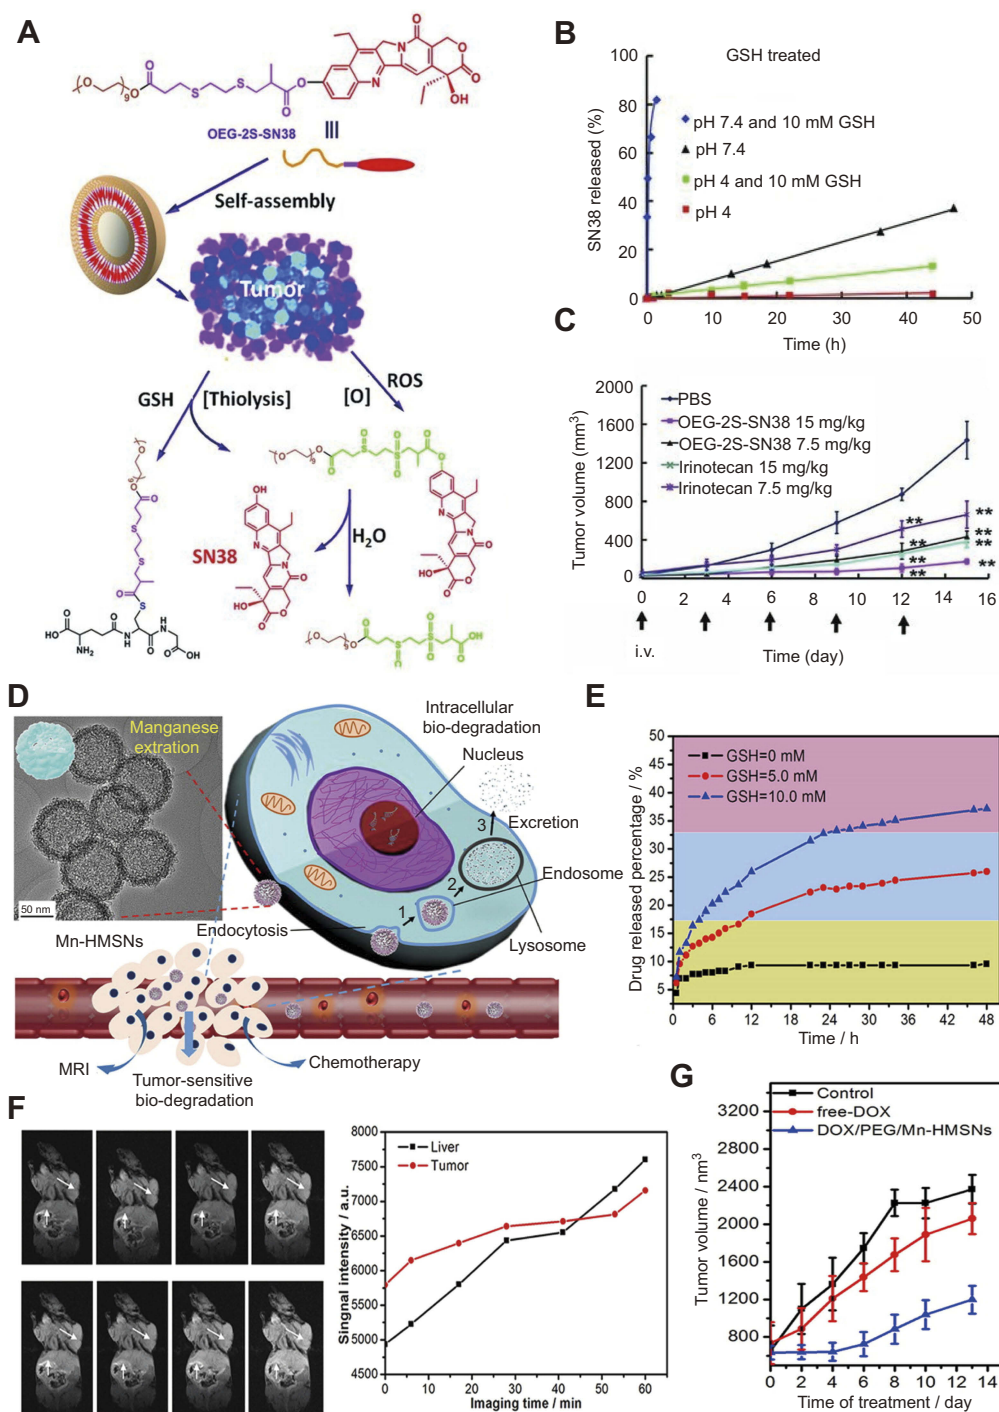 A
OEG-2S-SN38
Self-assembly
Tumor
GSH
[Thiolysis]
[O]
ROS
SN38
H₂O
B
GSH treated
SN38 released (%)
100
80
60
40
20
0
pH 7.4 and 10 mM GSH
pH 7.4
pH 4 and 10 mM GSH
pH 4
0 10 20 30 40 50
Time (h)
C
Tumor volume (mm³)
2000
1600
1200
800
400
0
PBS
OEG-2S-SN38 15 mg/kg
OEG-2S-SN38 7.5 mg/kg
Irinotecan 15 mg/kg
Irinotecan 7.5 mg/kg
** **
** **
** **
** **
0 2 4 6 8 10 12 14 16
i.v.
Time (day)
D
Manganese
extration
50 nm
Mn-HMSNs
Intracellular
bio-degradation
Nucleus
3
Excretion
2
Endosome
1
Endocytosis
Lysosome
MRI
Tumor-sensitive
bio-degradation
Chemotherapy
E
Drug released percentage / %
50
45
40
35
30
25
20
15
10
5
GSH=0 mM
GSH=5.0 mM
GSH=10.0 mM
0 6 12 18 24 30 36 42 48
Time / h
F
Singnal intensity / a.u.
8000
7500
7000
6500
6000
5500
5000
4500
Liver
Tumor
0 10 20 30 40 50 60
Imaging time / min
G
Tumor volume / nm³
3200
2800
2400
2000
1600
1200
800
Control
free-DOX
DOX/PEG/Mn-HMSNs
0 2 4 6 8 10 12 14
Time of treatment / day